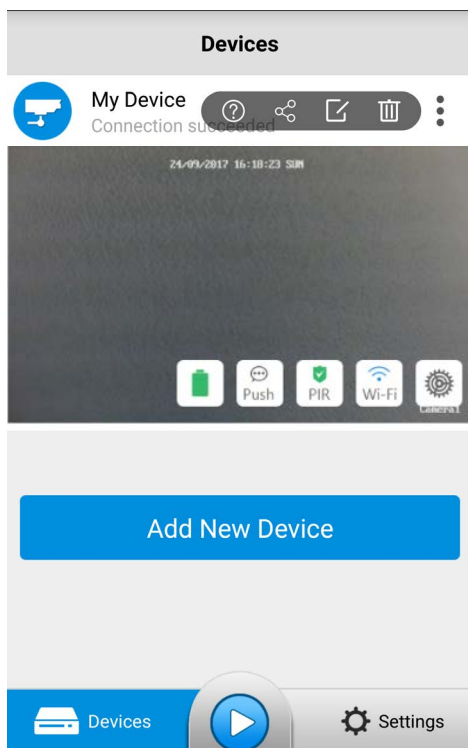 Devices
My Device
Connection succeeded
24/09/2017 16:18:23 SUN
Push
PIR
Wi-Fi
Camera1
Add New Device
Devices
Settings